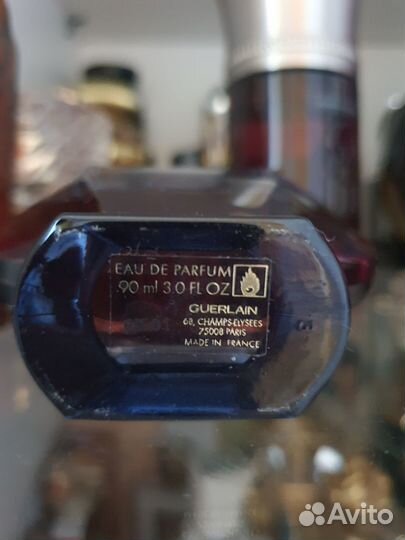 EAU DE PARFUM
90 ml 3.0 FL OZ
GUERLAIN
68, CHAMPS-ELYSEES
75008 PARIS
MADE IN FRANCE
Avito